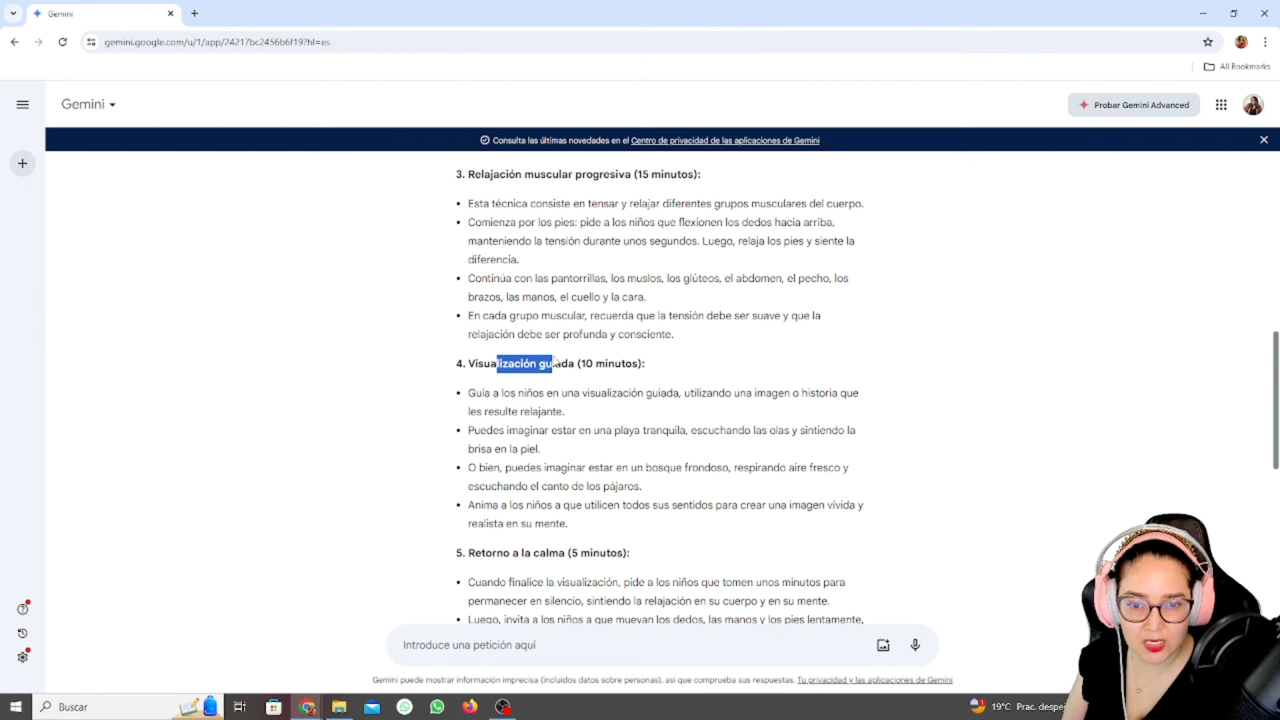 Gemini
gemini.google.com/u/1/app/24217bc2456b6f19?hl=es
All Bookmarks
Gemini
Probar Gemini Advanced
Consulta las últimas novedades en el Centro de privacidad de las aplicaciones de Gemini
3. Relajación muscular progresiva (15 minutos):
• Esta técnica consiste en tensar y relajar diferentes grupos musculares del cuerpo.
• Comienza por los pies: pide a los niños que flexionen los dedos hacia arriba,
manteniendo la tensión durante unos segundos. Luego, relaja los pies y siente la
diferencia.
• Continúa con las pantorrillas, los muslos, los glúteos, el abdomen, el pecho, los
brazos, las manos, el cuello y la cara.
• En cada grupo muscular, recuerda que la tensión debe ser suave y que la
relajación debe ser profunda y consciente.
4. Visualización guiada (10 minutos):
• Guía a los niños en una visualización guiada, utilizando una imagen o historia que
les resulte relajante.
• Puedes imaginar estar en una playa tranquila, escuchando las olas y sintiendo la
brisa en la piel.
• O bien, puedes imaginar estar en un bosque frondoso, respirando aire fresco y
escuchando el canto de los pájaros.
• Anima a los niños a que utilicen todos sus sentidos para crear una imagen vívida y
realista en su mente.
5. Retorno a la calma (5 minutos):
• Cuando finalice la visualización, pide a los niños que tomen unos minutos para
permanecer en silencio, sintiendo la relajación en su cuerpo y en su mente.
• Luego, invita a los niños a que muevan los dedos, las manos y los pies lentamente,
Introduce una petición aquí
Gemini puede mostrar información imprecisa (incluidos datos sobre personas), así que comprueba sus respuestas. Tu privacidad y las aplicaciones de Gemini
Buscar
19°C Prac. despe